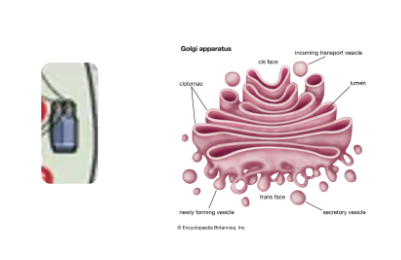 Golgi apparatus
incoming transport vesicle
cis face
cisternae
lumen
newly forming vesicle
trans face
secretory vesicle
© Encyclopædia Britannica, Inc.